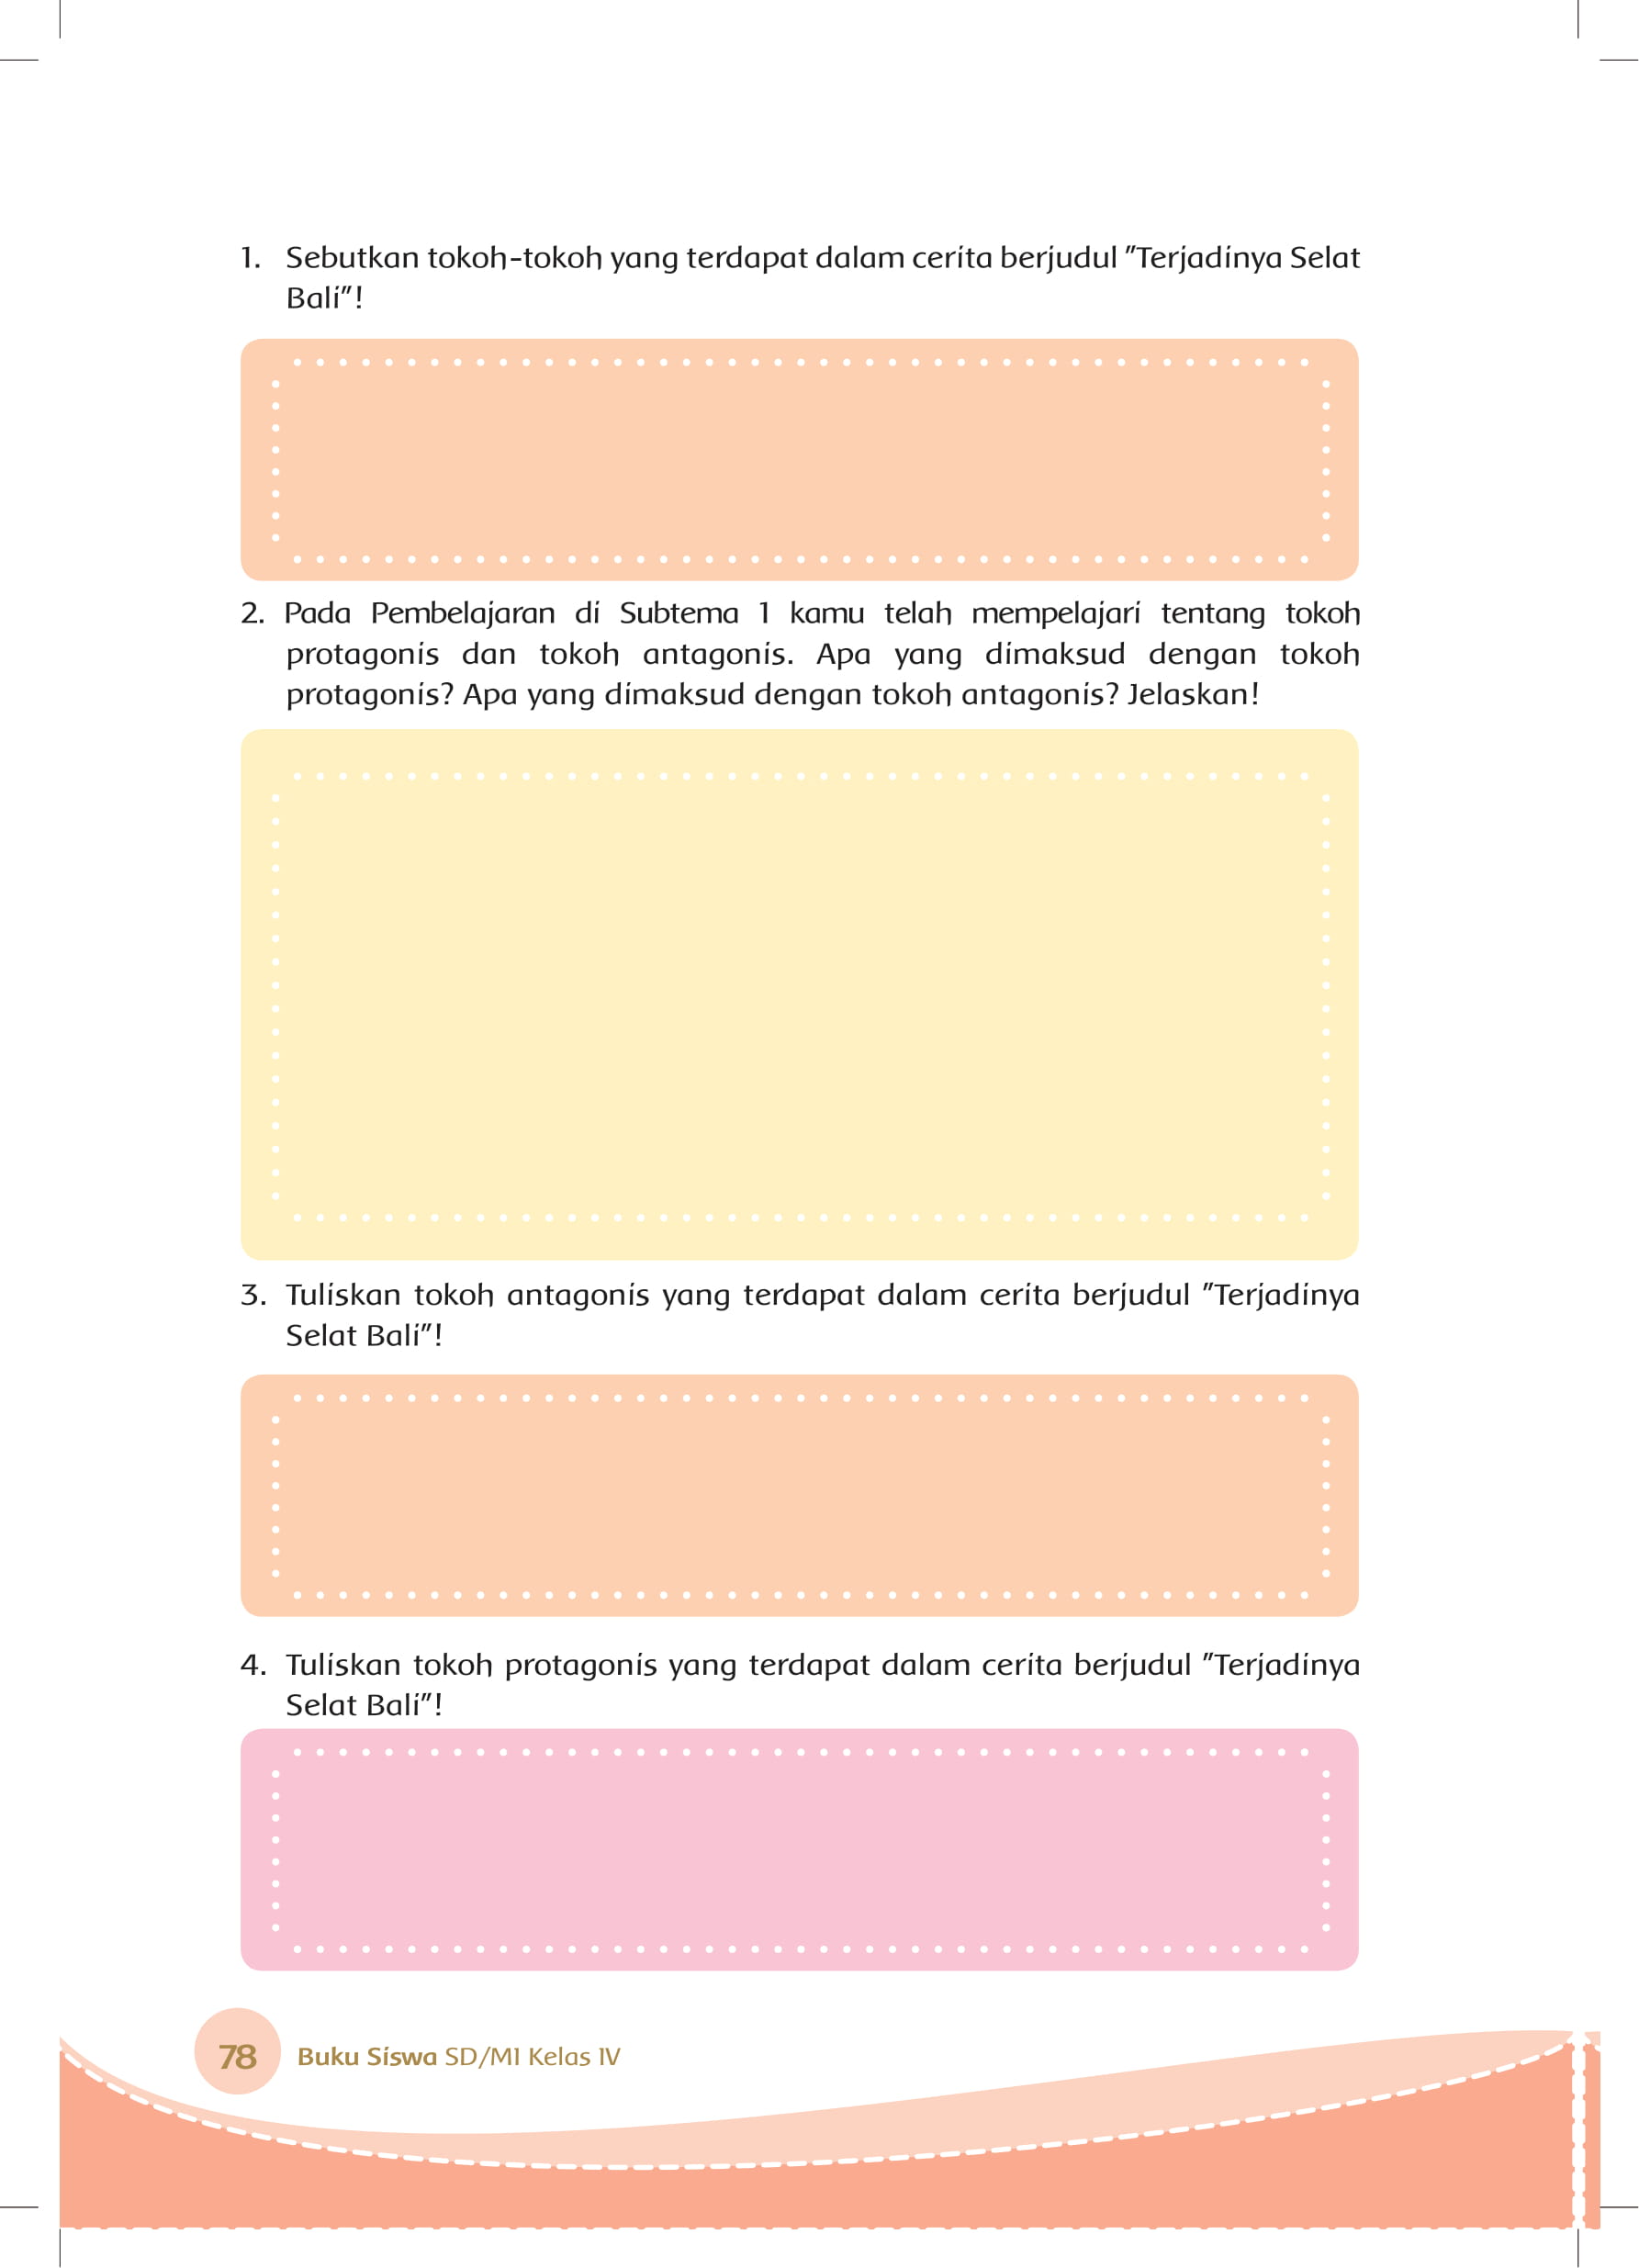 1. Sebutkan tokoh-tokoh yang terdapat dalam cerita berjudul "Terjadinya Selat
Bali"!
2. Pada Pembelajaran di Subtema 1 kamu telah mempelajari tentang tokoh
protagonis dan tokoh antagonis. Apa yang dimaksud dengan tokoh
protagonis? Apa yang dimaksud dengan tokoh antagonis? Jelaskan!
3. Tuliskan tokoh antagonis yang terdapat dalam cerita berjudul "Terjadinya
Selat Bali"!
4. Tuliskan tokoh protagonis yang terdapat dalam cerita berjudul "Terjadinya
Selat Bali"!
78 Buku Siswa SD/MI Kelas IV